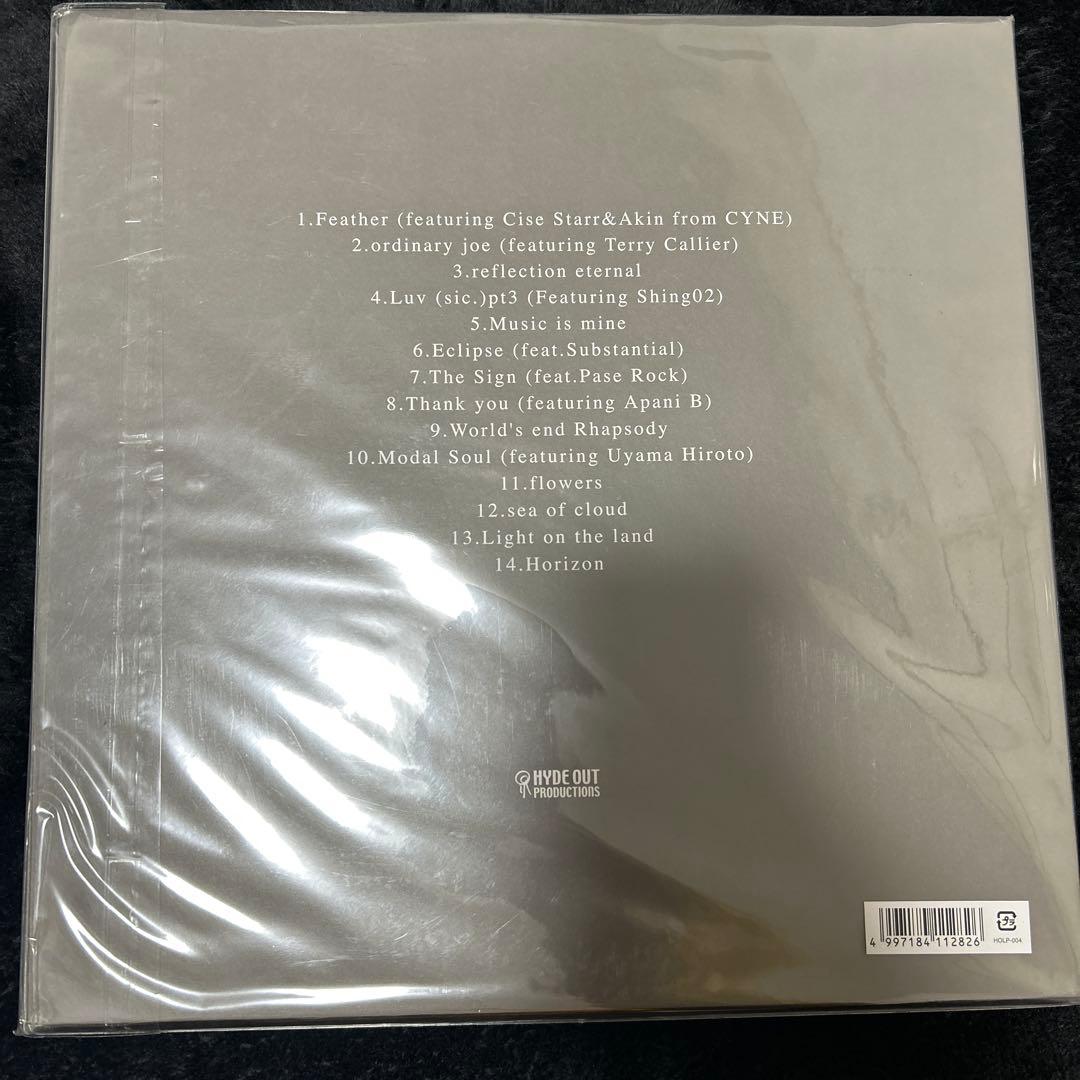 1.Feather (featuring Cise Starr&Akin from CYNE)
2.ordinary joe (featuring Terry Callier)
3.reflection eternal
4.Luv (sic.)pt3 (Featuring Shing02)
5.Music is mine
6.Eclipse (feat.Substantial)
7.The Sign (feat.Pase Rock)
8.Thank you (featuring Apani B)
9.World's end Rhapsody
10.Modal Soul (featuring Uyama Hiroto)
11.flowers
12.sea of cloud
13.Light on the land
14.Horizon
HYDE OUT
PRODUCTIONS
4 997184 112826
HOLP-004